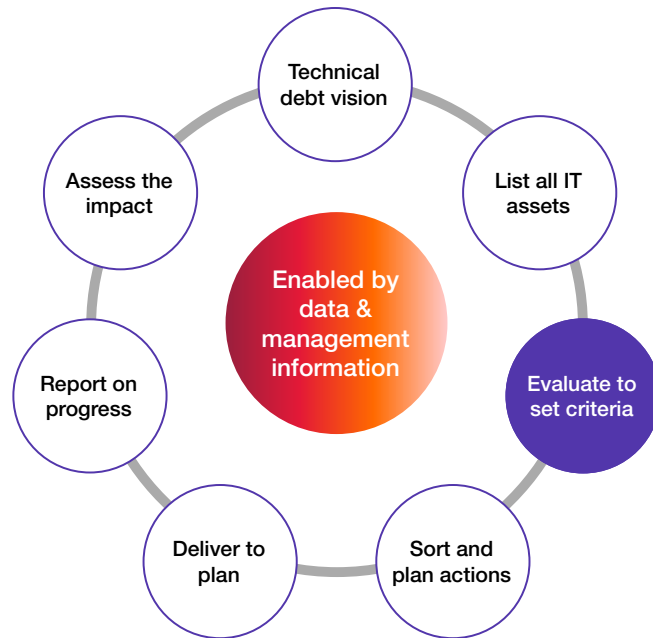 Technical
debt vision
List all IT
assets
Evaluate to
set criteria
Sort and
plan actions
Deliver to
plan
Report on
progress
Assess the
impact
Enabled by
data &
management
information